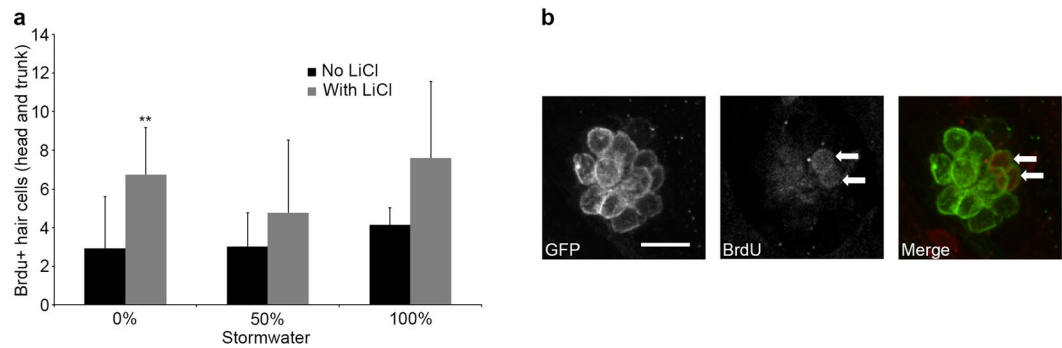 a
Brdu+ hair cells (head and trunk)
14
12
10
8
6
4
2
0
**
No LiCl
With LiCl
0%
50%
100%
Stormwater
b
GFP
BrdU
Merge